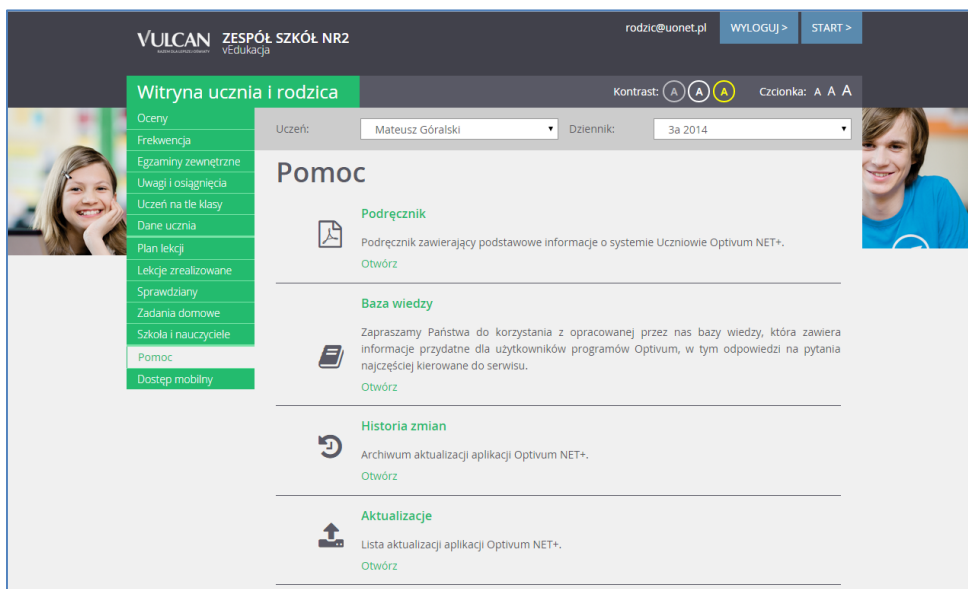 rodzic@uonet.pl WYLOGUJ > START >
VULCAN ZESPÓŁ SZKÓŁ NR2
vEdukacja
Witryna ucznia i rodzica
Kontrast: A A A Czcionka: A A A
Oceny
Frekwencja
Egzaminy zewnętrzne
Uwagi i osiągnięcia
Uczeń na tle klasy
Dane ucznia
Plan lekcji
Lekcje zrealizowane
Sprawdziany
Zadania domowe
Szkoła i nauczyciele
Pomoc
Dostęp mobilny
Uczeń: Mateusz Góralski Dziennik: 3a 2014
Pomoc
Podręcznik
Podręcznik zawierający podstawowe informacje o systemie Uczniowie Optivum NET+.
Otwórz
Baza wiedzy
Zapraszamy Państwa do korzystania z opracowanej przez nas bazy wiedzy, która zawiera
informacje przydatne dla użytkowników programów Optivum, w tym odpowiedzi na pytania
najczęściej kierowane do serwisu.
Otwórz
Historia zmian
Archiwum aktualizacji aplikacji Optivum NET+.
Otwórz
Aktualizacje
Lista aktualizacji aplikacji Optivum NET+.
Otwórz